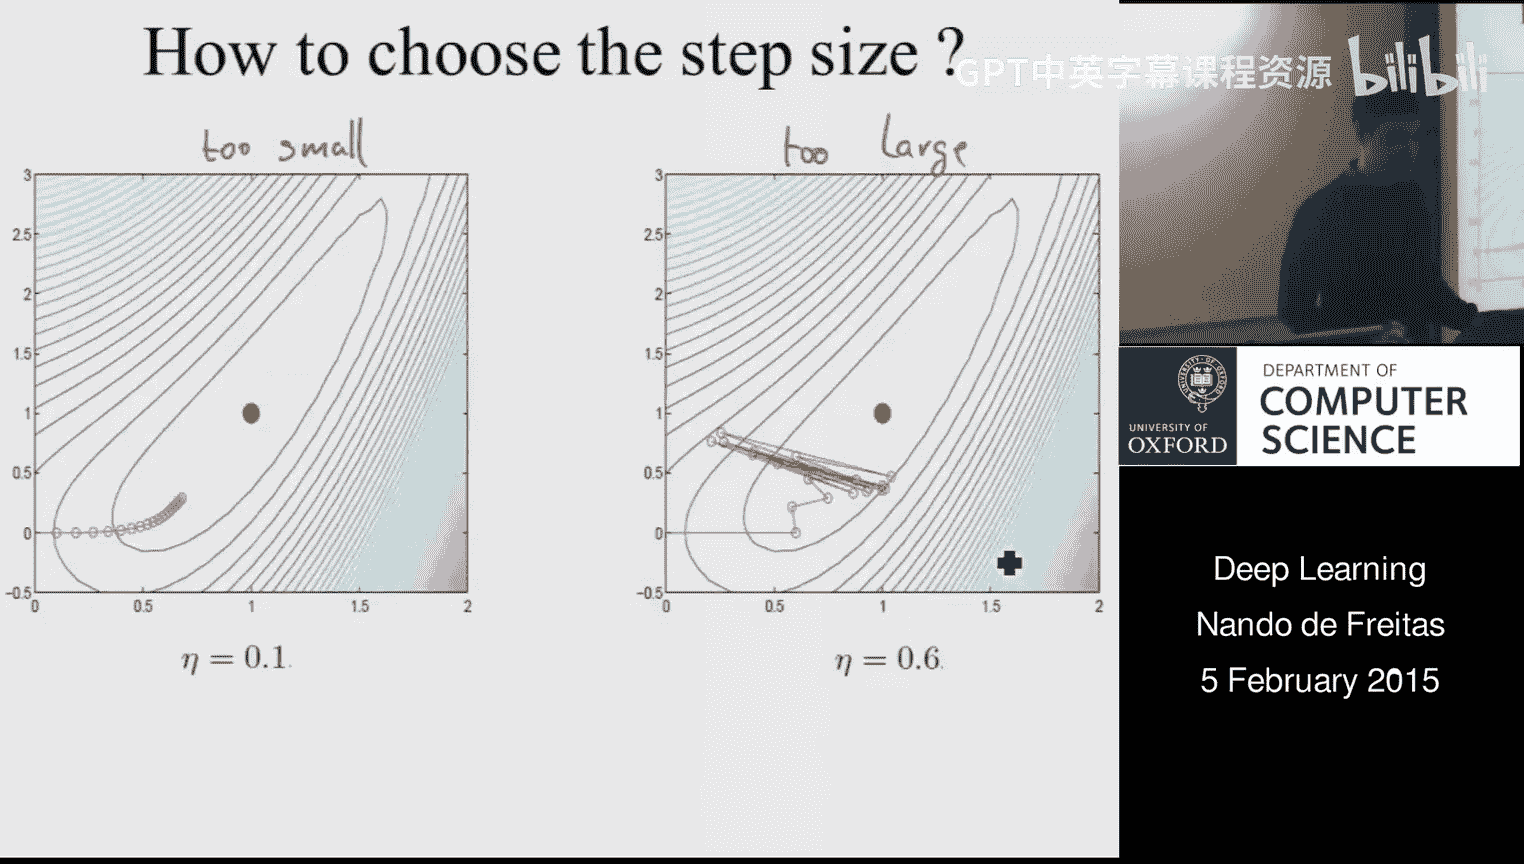 How to choose the step size ?
GPT中英字幕课程资源 bilibili
too small
too large
3
2.5
2
1.5
1
0.5
0
-0.5
0
0.5
1
1.5
2
3
2.5
2
1.5
1
0.5
0
-0.5
0
0.5
1
1.5
2
η = 0.1.
η = 0.6.
UNIVERSITY OF
OXFORD
DEPARTMENT OF
COMPUTER
SCIENCE
Deep Learning
Nando de Freitas
5 February 2015